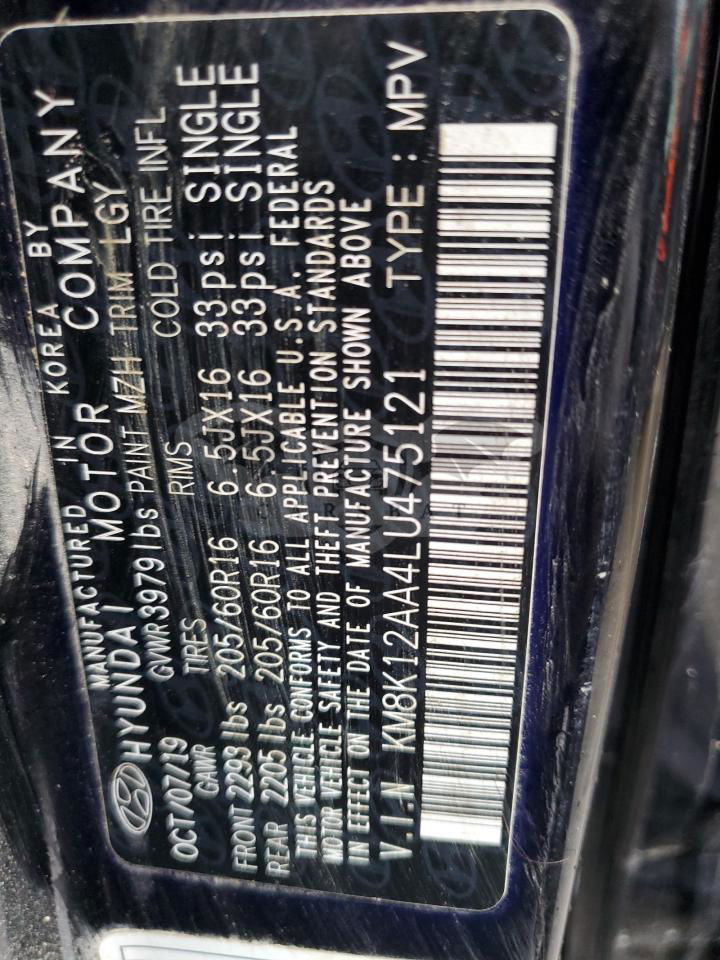 MANUFACTURED IN KOREA BY
HYUNDAI MOTOR COMPANY
OCT/07/19 GVWR 3979lbs PAINT MZH TRIM LGY
GAWR TIRES RIMS COLD TIRE INFL
FRONT 2293lbs 205/60R16 6.5JX16 33psi SINGLE
REAR 2205 lbs 205/60R16 6.5JX16 33psi SINGLE
THIS VEHICLE CONFORMS TO ALL APPLICABLE U.S.A. FEDERAL
MOTOR VEHICLE SAFETY AND THEFT PREVENTION STANDARDS
IN EFFECT ON THE DATE OF MANUFACTURE SHOWN ABOVE
V.I.N KM8K12AA4LU475121 TYPE : MPV